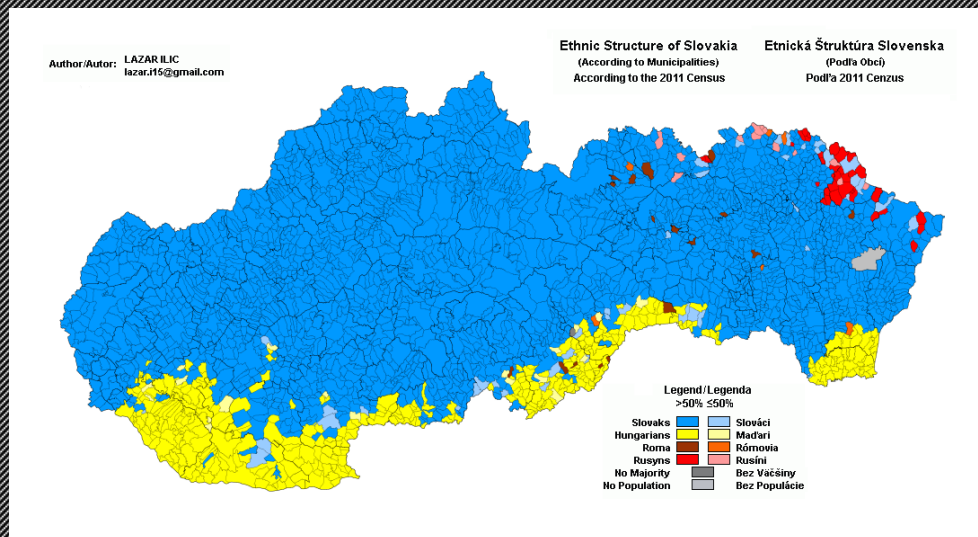 Author/Autor: LAZAR ILIC
lazar.i15@gmail.com
Ethnic Structure of Slovakia
(According to Municipalities)
According to the 2011 Census
Etnická Štruktúra Slovenska
(Podľa Obcí)
Podľa 2011 Cenzus
Legend/Legenda
>50% ≤50%
Slovaks Slováci
Hungarians Maďari
Roma Rómovia
Rusyns Rusíni
No Majority Bez Väčšiny
No Population Bez Populácie